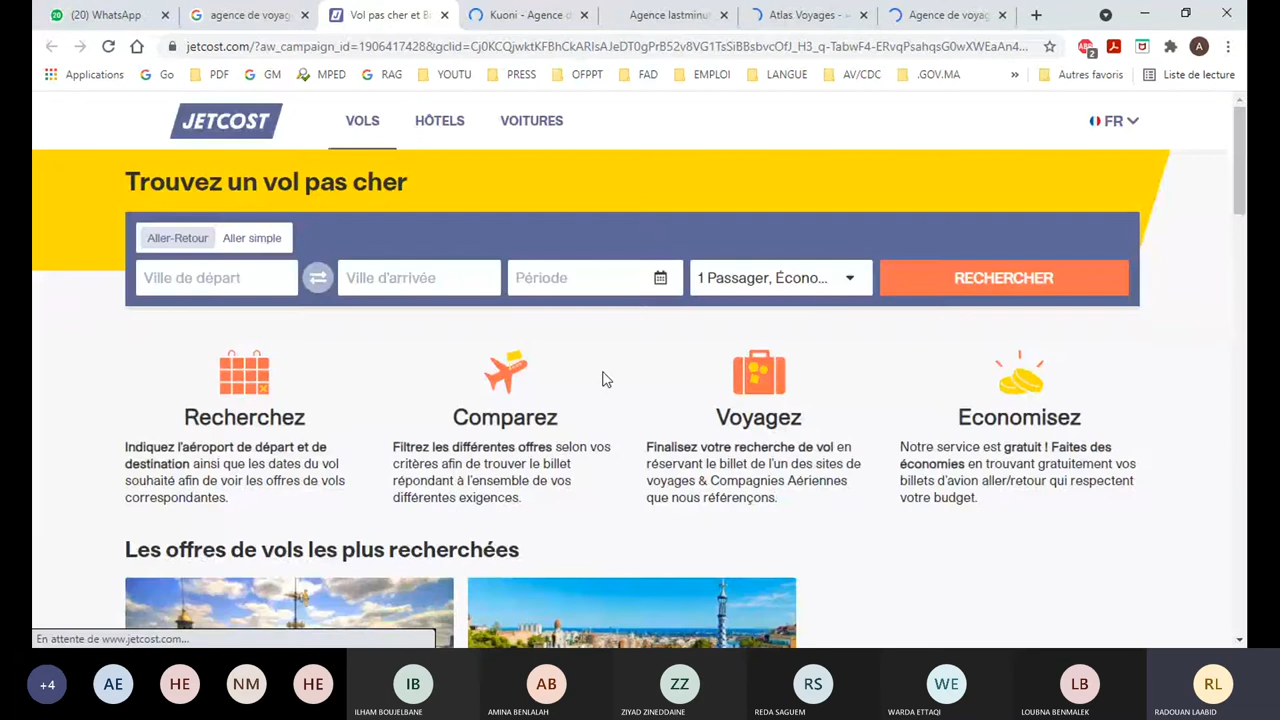 20
(20) WhatsApp
agence de voyag
Vol pas cher et B
Kuoni - Agence d
Agence lastminut
Atlas Voyages -
Agence de voyag
jetcost.com/?aw_campaign_id=1906417428&gclid=Cj0KCQjwktKFBhCkARIsAJeDT0gPrB52v8VG1TsSiBBsbvcOfJ_H3_q-TabwF4-ERvqPsahqsG0wXWEaAn4...
ABP
2
A
Applications
Go
PDF
GM
MPED
RAG
YOUTU
PRESS
OFPPT
FAD
EMPLOI
LANGUE
AV/CDC
.GOV.MA
»
Autres favoris
Liste de lecture
JETCOST
VOLS
HÔTELS
VOITURES
FR
Trouvez un vol pas cher
Aller-Retour
Aller simple
Ville de départ
Ville d'arrivée
Période
1 Passager, Écono...
RECHERCHER
Recherchez
Indiquez l'aéroport de départ et de
destination ainsi que les dates du vol
souhaité afin de voir les offres de vols
correspondantes.
Comparez
Filtrez les différentes offres selon vos
critères afin de trouver le billet
répondant à l'ensemble de vos
différentes exigences.
Voyagez
Finalisez votre recherche de vol en
réservant le billet de l'un des sites de
voyages & Compagnies Aériennes
que nous référençons.
Economisez
Notre service est gratuit ! Faites des
économies en trouvant gratuitement vos
billets d'avion aller/retour qui respectent
votre budget.
Les offres de vols les plus recherchées
En attente de www.jetcost.com...
+4
AE
HE
NM
HE
IB
ILHAM BOUJELBANE
AB
AMINA BENLALAH
ZZ
ZIYAD ZINEDDAINE
RS
REDA SAGUEM
WE
WARDA ETTAQI
LB
LOUBNA BENMALEK
RL
RADOUAN LAABID